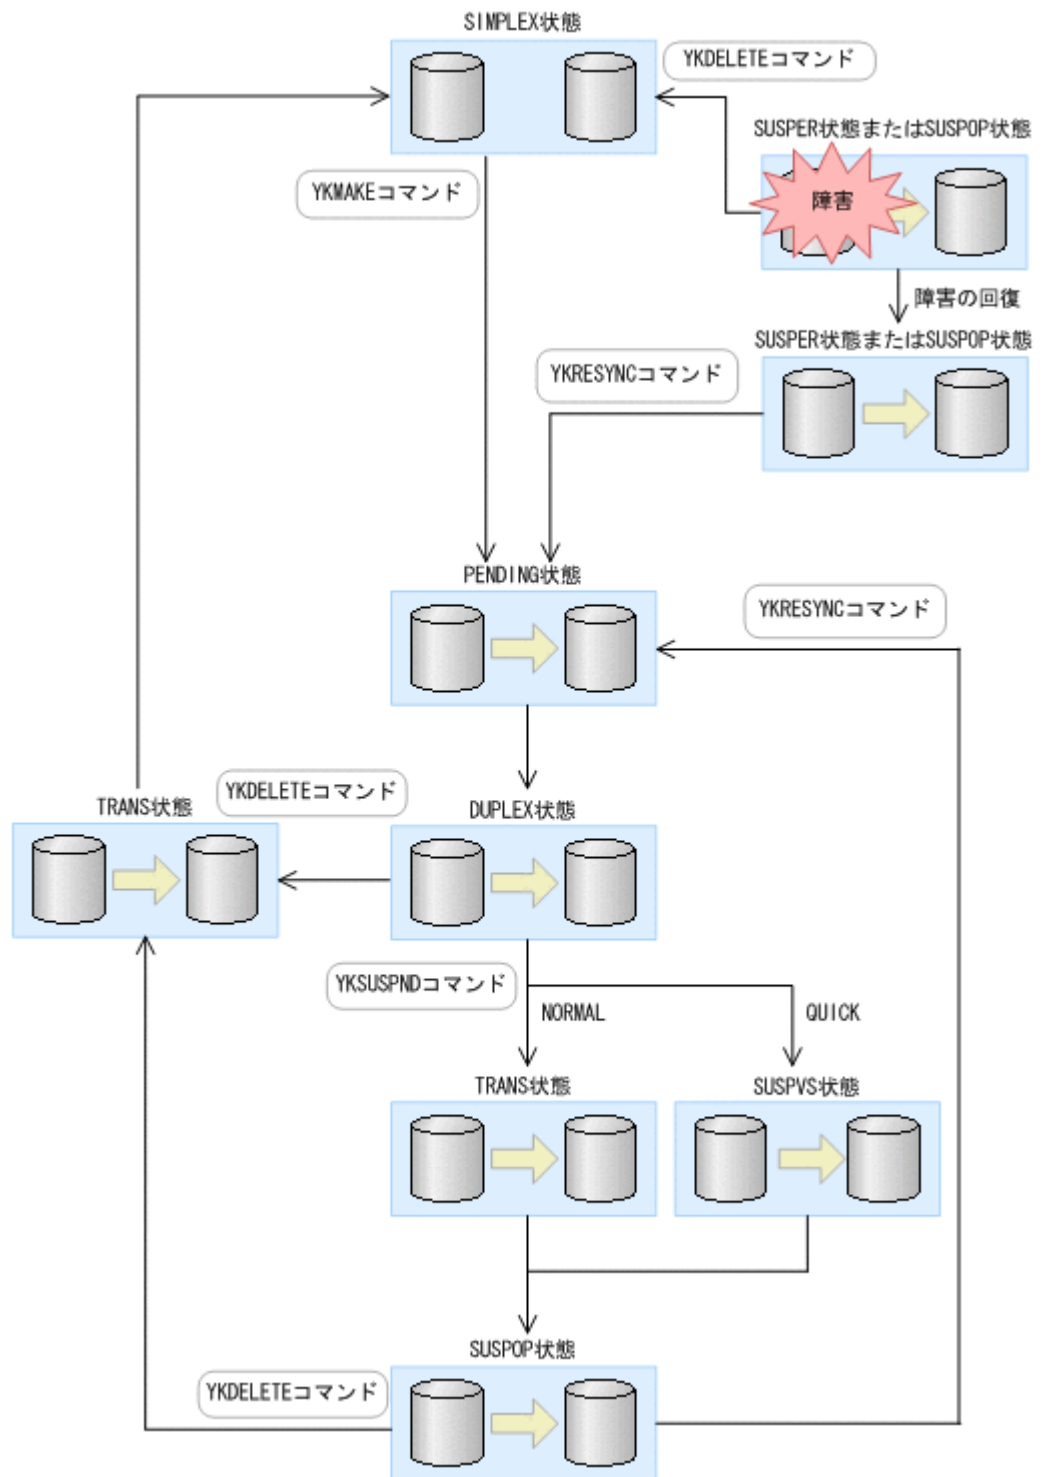 SIMPLEX状態
YKDELETEコマンド
SUSPER状態またはSUSPOP状態
YKMAKEコマンド
障害
障害の回復
SUSPER状態またはSUSPOP状態
YKRESYNCコマンド
PENDING状態
YKRESYNCコマンド
YKDELETEコマンド
TRANS状態
DUPLEX状態
YKSUSPNDコマンド
NORMAL
QUICK
TRANS状態
SUSPVS状態
SUSPOP状態
YKDELETEコマンド